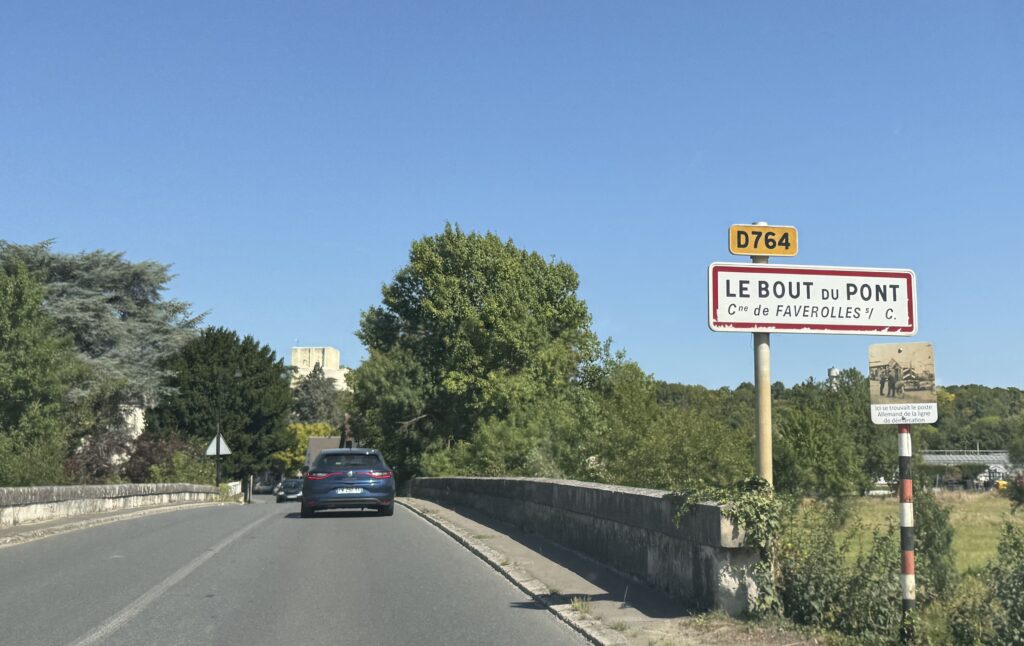 D764
LE BOUT DU PONT
Cne de FAVEROLLES s/ C.
Ici se trouvait le poste
Allemand de la ligne
de démarcation